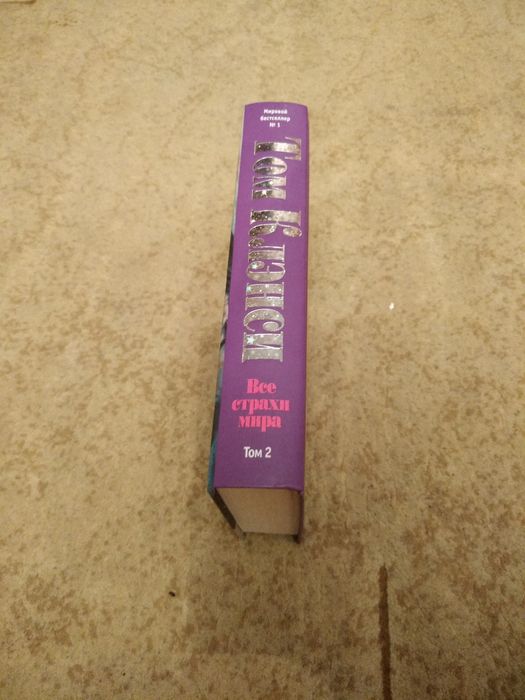 Мировой
бестселлер
№ 1
Том Клэнси
Все
страхи
мира
Том 2